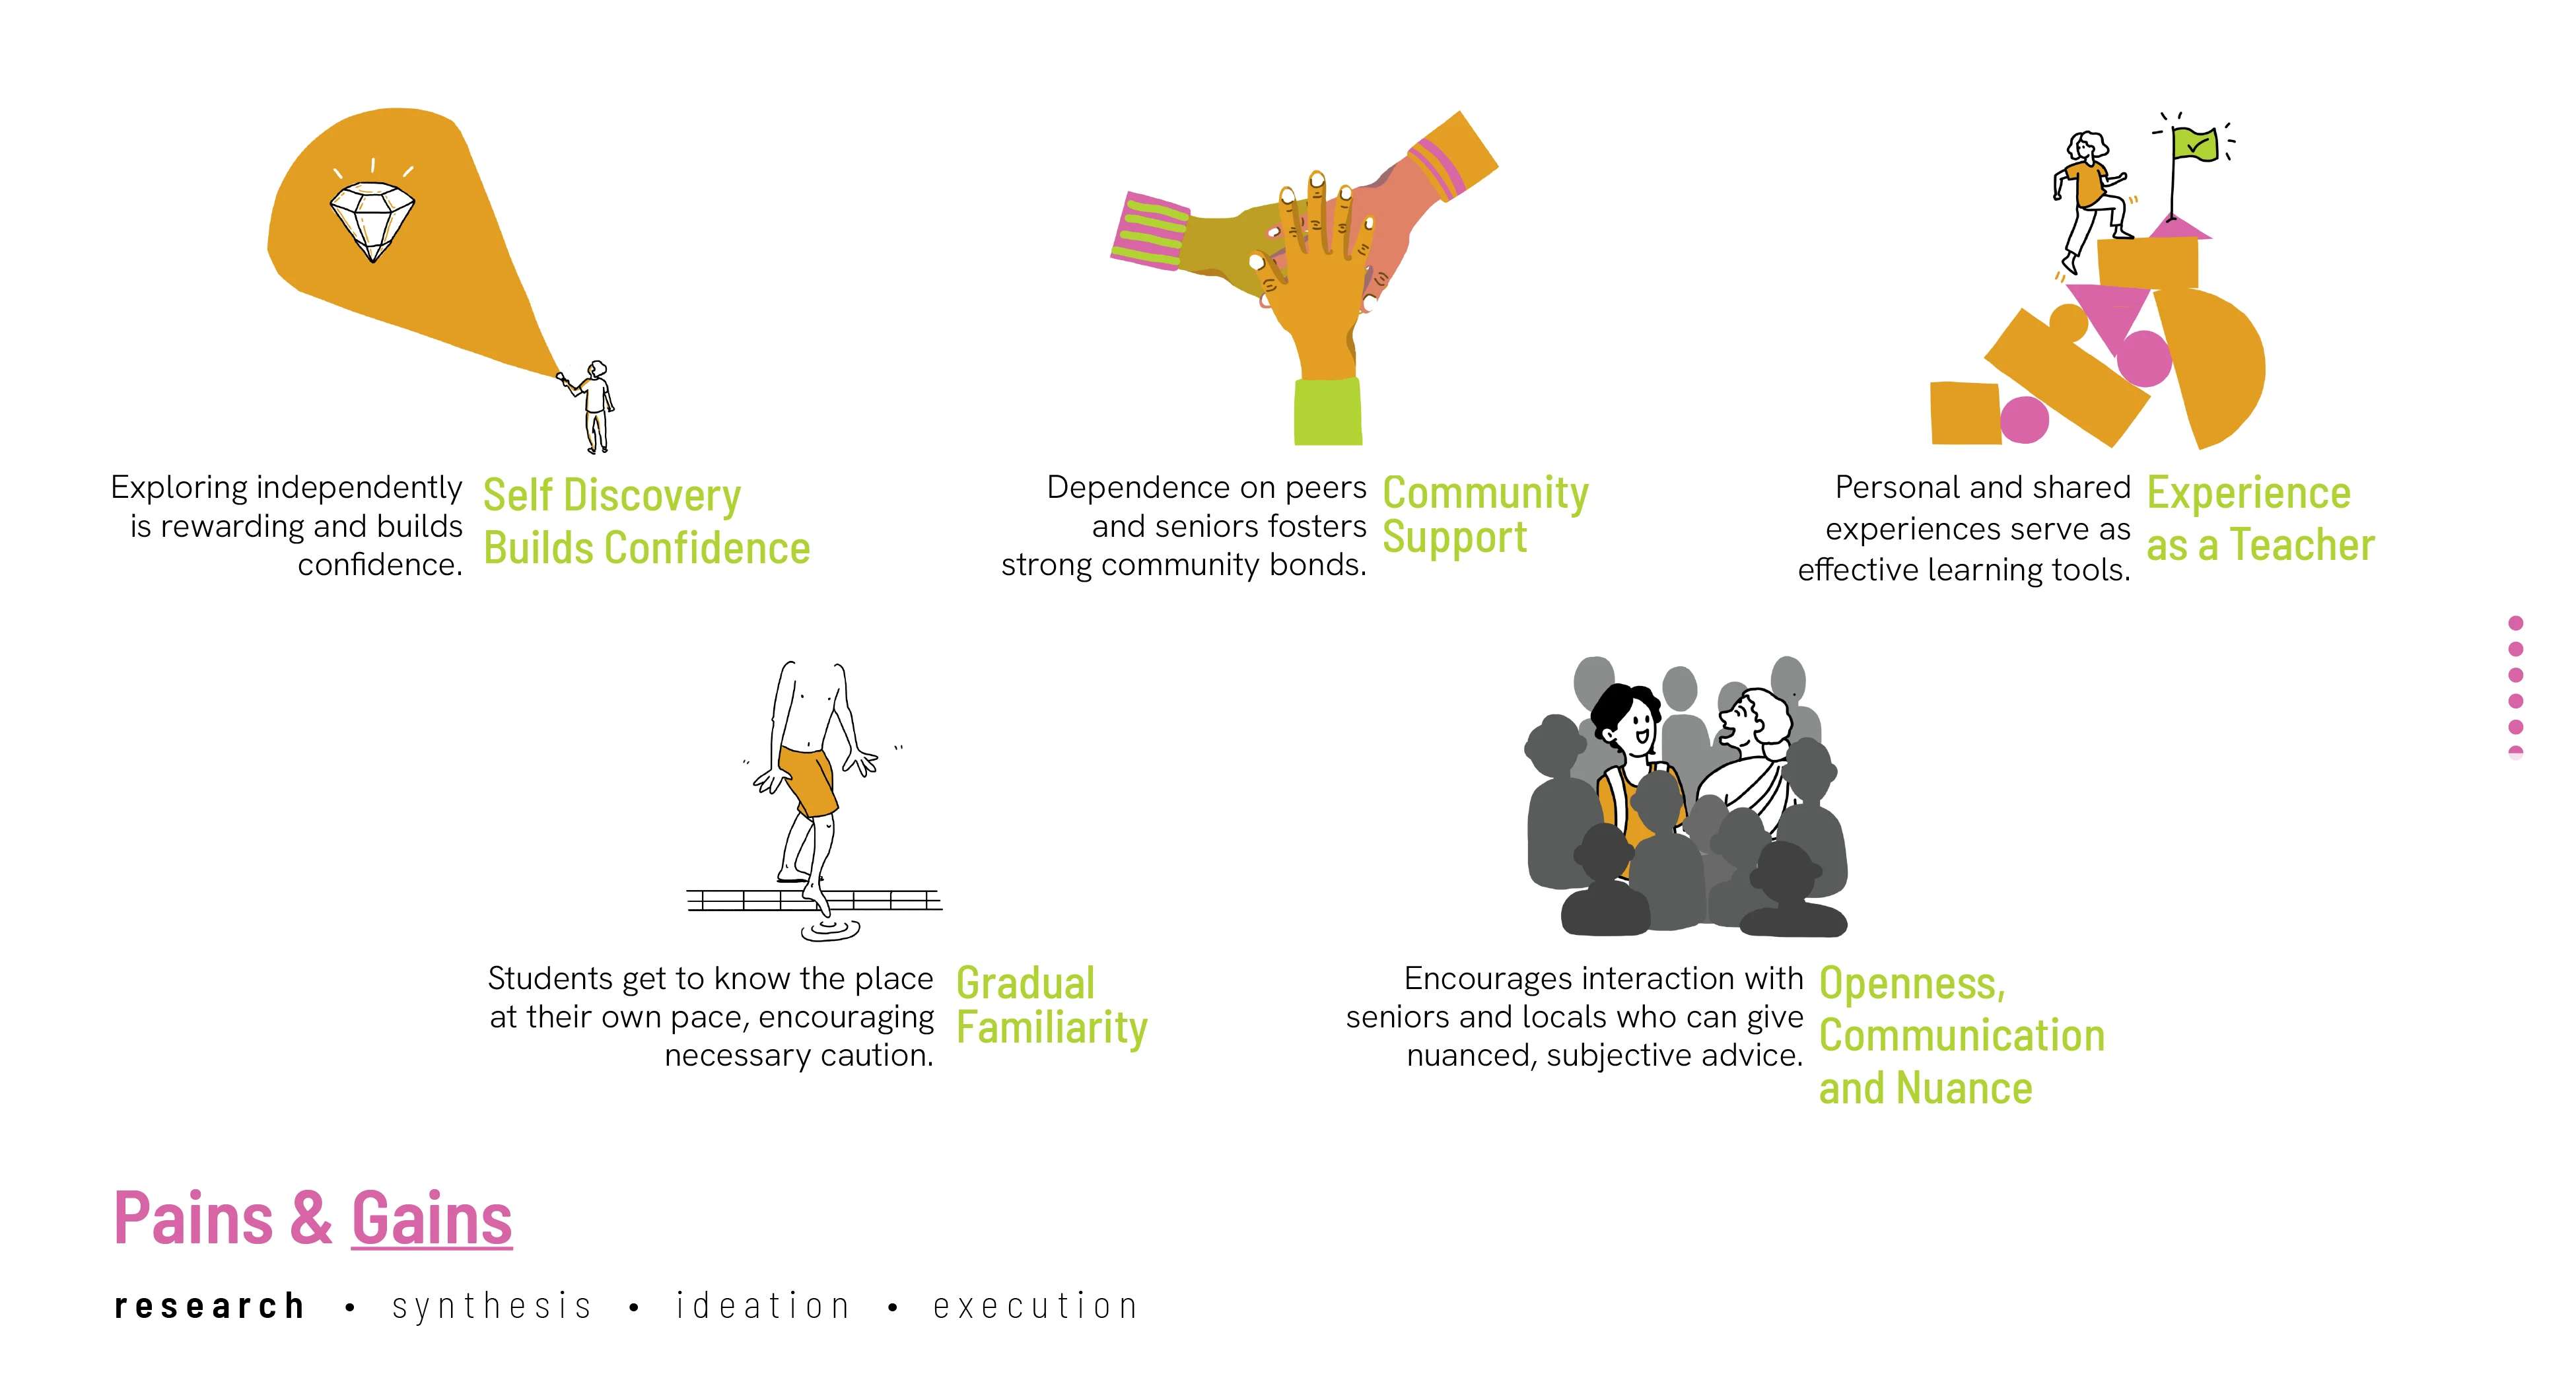 Exploring independently
is rewarding and builds
confidence.
Self Discovery
Builds Confidence
Dependence on peers
and seniors fosters
strong community bonds.
Community
Support
Personal and shared
experiences serve as
effective learning tools.
Experience
as a Teacher
Students get to know the place
at their own pace, encouraging
necessary caution.
Gradual
Familiarity
Encourages interaction with
seniors and locals who can give
nuanced, subjective advice.
Openness,
Communication
and Nuance
Pains & Gains
research • synthesis • ideation • execution